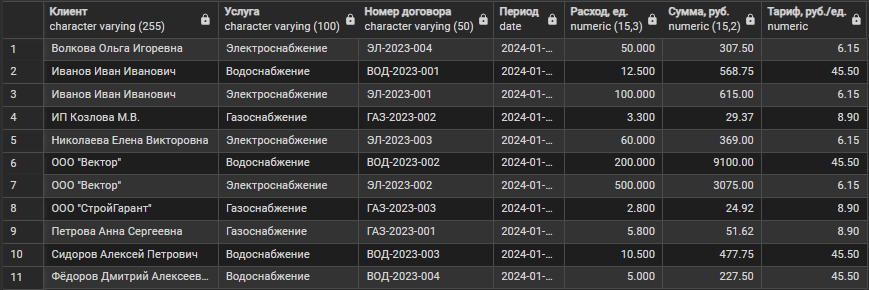 Клиент Услуга Номер договора Период Расход, ед. Сумма, руб. Тариф, руб./ед.
character varying (255) character varying (100) character varying (50) date numeric (15,3) numeric (15,2) numeric
1 Волкова Ольга Игоревна Электроснабжение ЭЛ-2023-004 2024-01-... 50.000 307.50 6.15
2 Иванов Иван Иванович Водоснабжение ВОД-2023-001 2024-01-... 12.500 568.75 45.50
3 Иванов Иван Иванович Электроснабжение ЭЛ-2023-001 2024-01-... 100.000 615.00 6.15
4 ИП Козлова М.В. Газоснабжение ГАЗ-2023-002 2024-01-... 3.300 29.37 8.90
5 Николаева Елена Викторовна Электроснабжение ЭЛ-2023-003 2024-01-... 60.000 369.00 6.15
6 ООО "Вектор" Водоснабжение ВОД-2023-002 2024-01-... 200.000 9100.00 45.50
7 ООО "Вектор" Электроснабжение ЭЛ-2023-002 2024-01-... 500.000 3075.00 6.15
8 ООО "СтройГарант" Газоснабжение ГАЗ-2023-003 2024-01-... 2.800 24.92 8.90
9 Петрова Анна Сергеевна Газоснабжение ГАЗ-2023-001 2024-01-... 5.800 51.62 8.90
10 Сидоров Алексей Петрович Водоснабжение ВОД-2023-003 2024-01-... 10.500 477.75 45.50
11 Фёдоров Дмитрий Алексеев... Водоснабжение ВОД-2023-004 2024-01-... 5.000 227.50 45.50